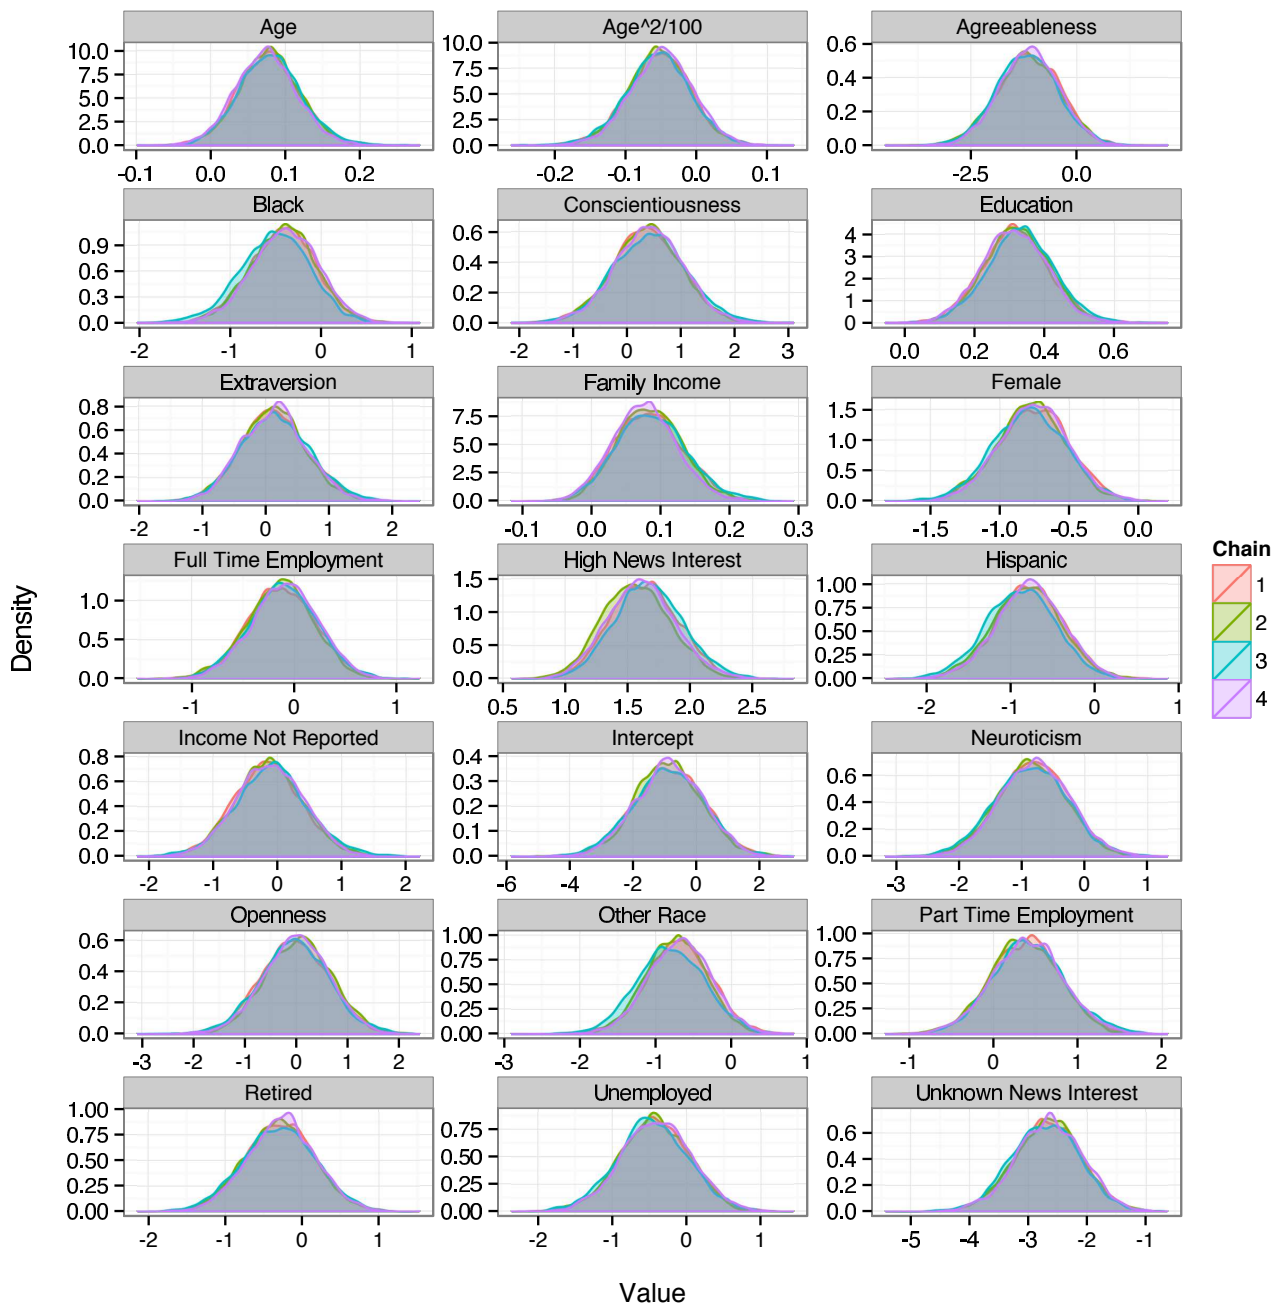 Age Age^2/100 Agreeableness
10.0 10.0 0.6
7.5 7.5 0.4
5.0 5.0 0.2
2.5 2.5 0.0
0.0 0.0
-0.1 0.0 0.1 0.2 -0.2 -0.1 0.0 0.1 -2.5 0.0
Black Conscientiousness Education
0.9 0.6 4
0.6 0.4 3
0.3 0.2 2
0.0 0.0 1
0
-2 -1 0 1 -2 -1 0 1 2 3 0.0 0.2 0.4 0.6
Extraversion Family Income Female
0.8 7.5 1.5
0.6 5.0 1.0
0.4 2.5 0.5
0.2 0.0 0.0
0.0
-2 -1 0 1 2 -0.1 0.0 0.1 0.2 0.3 -1.5 -1.0 -0.5 0.0
Full Time Employment High News Interest Hispanic
1.0 1.5 1.00
0.5 1.0 0.75
0.0 0.5 0.50
0.0 0.25
0.00
-1 0 1 0.5 1.0 1.5 2.0 2.5 -2 -1 0 1
Income Not Reported Intercept Neuroticism
0.8 0.4 0.6
0.6 0.3 0.4
0.4 0.2 0.2
0.2 0.1 0.0
0.0 0.0
-2 -1 0 1 2 -6 -4 -2 0 2 -3 -2 -1 0 1
Openness Other Race Part Time Employment
0.6 1.00 1.00
0.4 0.75 0.75
0.2 0.50 0.50
0.0 0.25 0.25
0.00 0.00
-3 -2 -1 0 1 2 -3 -2 -1 0 1 -1 0 1 2
Retired Unemployed Unknown News Interest
1.00 0.75 0.6
0.75 0.50 0.4
0.50 0.25 0.2
0.25 0.00 0.0
0.00
-2 -1 0 1 -2 -1 0 1 -5 -4 -3 -2 -1
Density
Value
Chain
1
2
3
4